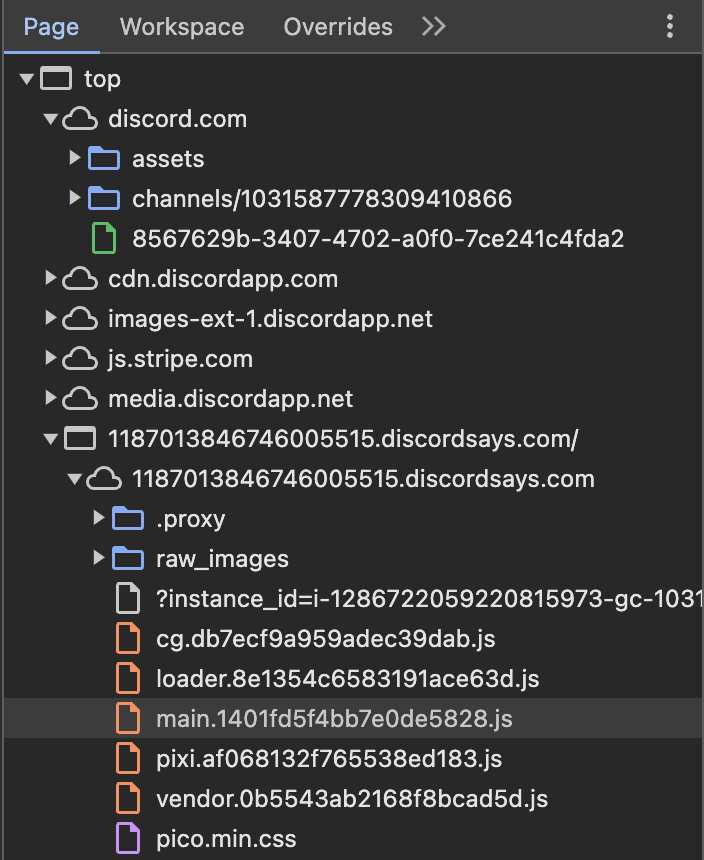 Page Workspace Overrides
top
discord.com
assets
channels/1031587778309410866
8567629b-3407-4702-a0f0-7ce241c4fda2
cdn.discordapp.com
images-ext-1.discordapp.net
js.stripe.com
media.discordapp.net
1187013846746005515.discordsays.com/
1187013846746005515.discordsays.com
.proxy
raw_images
?instance_id=i-1286722059220815973-gc-1031
cg.db7ecf9a959adec39dab.js
loader.8e1354c6583191ace63d.js
main.1401fd5f4bb7e0de5828.js
pixi.af068132f765538ed183.js
vendor.0b5543ab2168f8bcad5d.js
pico.min.css